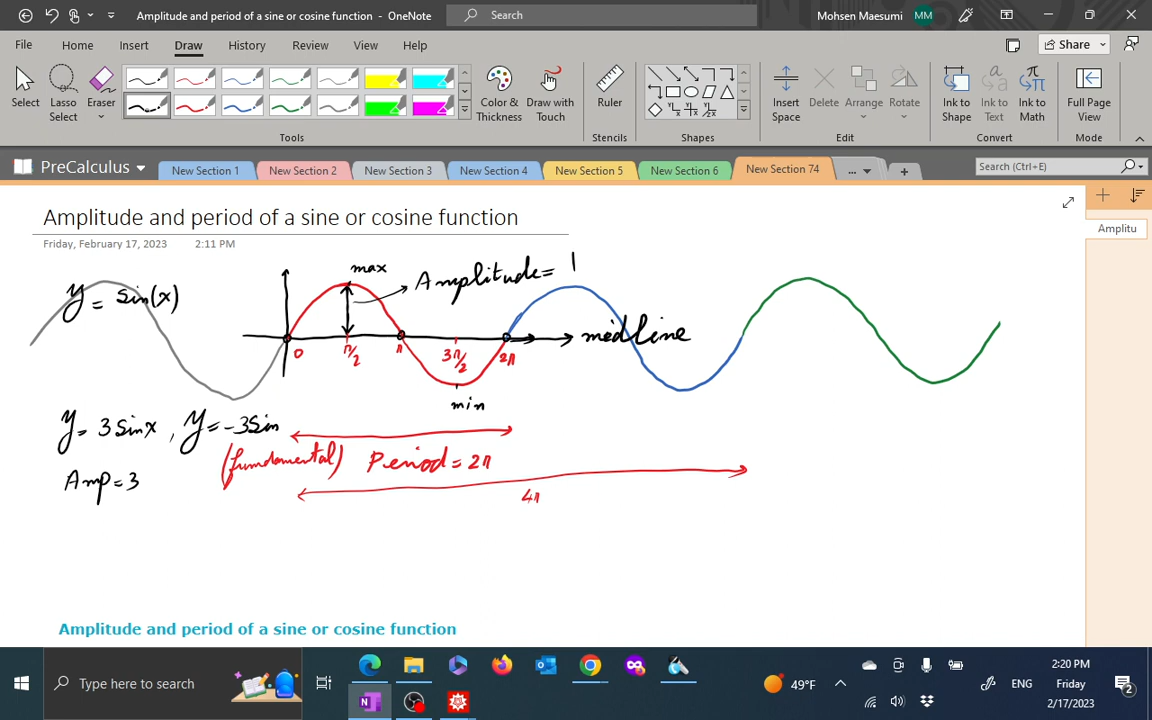 Amplitude and period of a sine or cosine function - OneNote
Search
Mohsen Maesumi
MM
File Home Insert Draw History Review View Help
Share
Select
Lasso Select
Eraser
Color & Thickness
Draw with Touch
Ruler
Insert Space
Delete
Arrange
Rotate
Ink to Shape
Ink to Text
Ink to Math
Full Page View
Tools
Stencils
Shapes
Edit
Convert
Mode
PreCalculus
New Section 1
New Section 2
New Section 3
New Section 4
New Section 5
New Section 6
New Section 74
...
Search (Ctrl+E)
Amplitude and period of a sine or cosine function
Amplitu
Friday, February 17, 2023 2:11 PM
max
Amplitude = 1
y = sin(x)
midline
0 π/2 π 3π/2 2π
min
y = 3 sin x , y = -3 sin
(fundamental) Period = 2π
Amp = 3
4π
Amplitude and period of a sine or cosine function
Type here to search
49°F
ENG
2:20 PM
Friday
2/17/2023
2